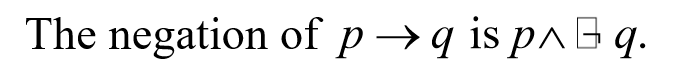 The negation of p → q is p ∧ ¬ q.